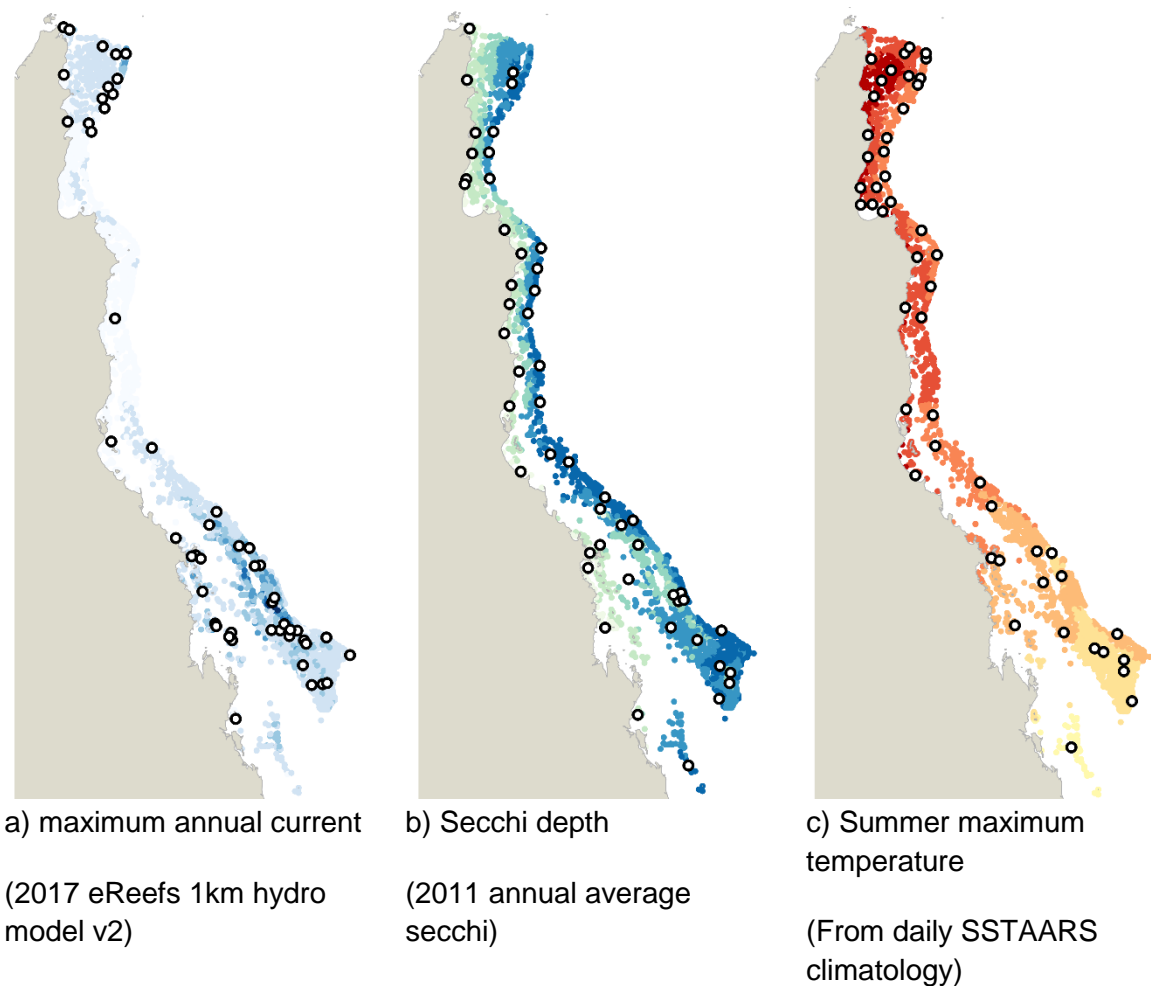 a) maximum annual current
(2017 eReefs 1km hydro
model v2)
b) Secchi depth
(2011 annual average
secchi)
c) Summer maximum
temperature
(From daily SSTAARS
climatology)